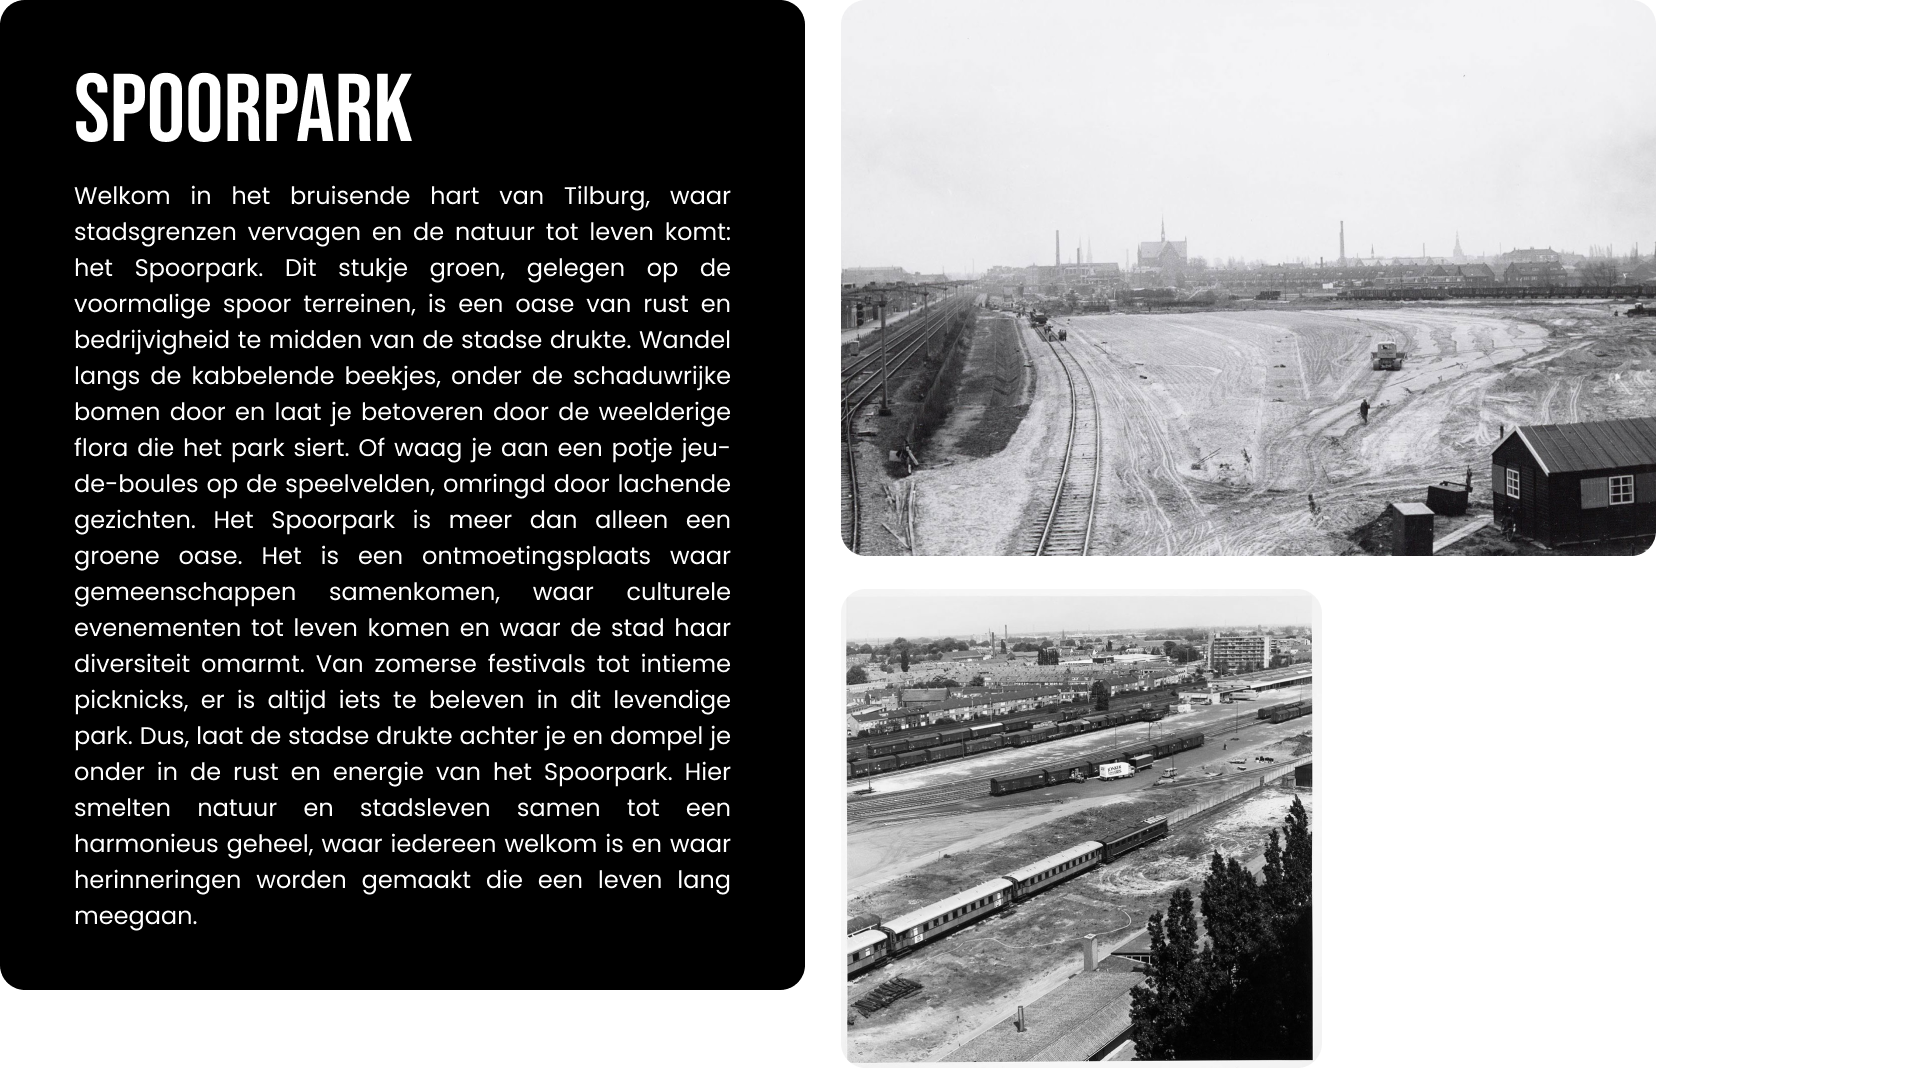 SPOORPARK
Welkom in het bruisende hart van Tilburg, waar
stadsgrenzen vervagen en de natuur tot leven komt:
het Spoorpark. Dit stukje groen, gelegen op de
voormalige spoor terreinen, is een oase van rust en
bedrijvigheid te midden van de stadse drukte. Wandel
langs de kabbelende beekjes, onder de schaduwrijke
bomen door en laat je betoveren door de weelderige
flora die het park siert. Of waag je aan een potje jeu-
de-boules op de speelvelden, omringd door lachende
gezichten. Het Spoorpark is meer dan alleen een
groene oase. Het is een ontmoetingsplaats waar
gemeenschappen samenkomen, waar culturele
evenementen tot leven komen en waar de stad haar
diversiteit omarmt. Van zomerse festivals tot intieme
picknicks, er is altijd iets te beleven in dit levendige
park. Dus, laat de stadse drukte achter je en dompel je
onder in de rust en energie van het Spoorpark. Hier
smelten natuur en stadsleven samen tot een
harmonieus geheel, waar iedereen welkom is en waar
herinneringen worden gemaakt die een leven lang
meegaan.